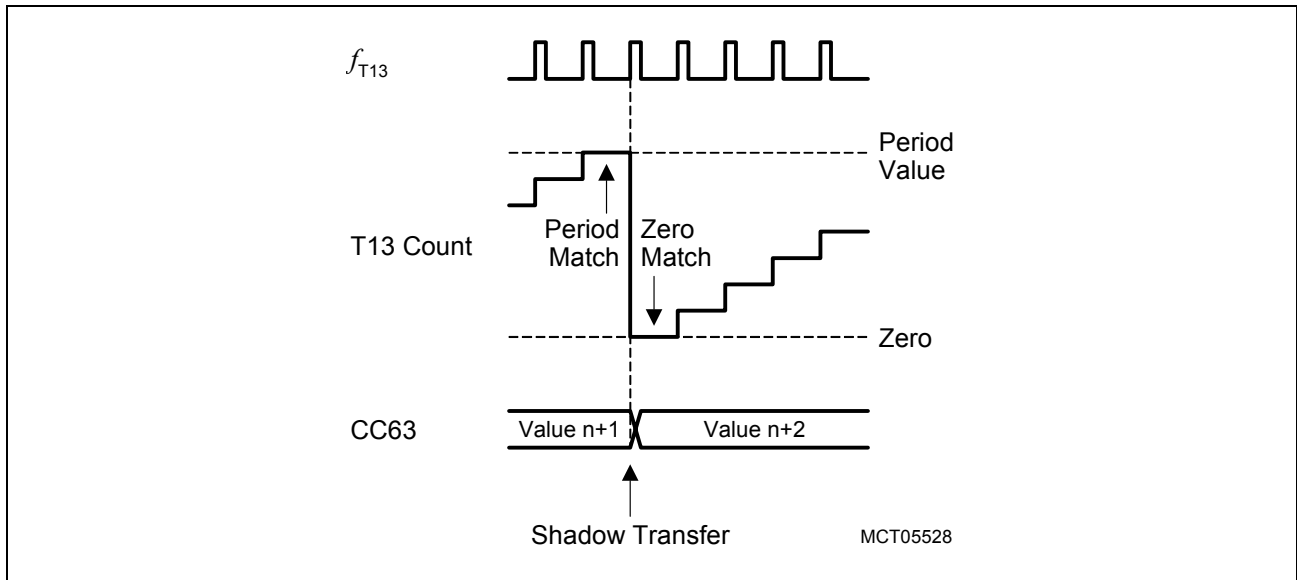 fT13
Period
Value
Period Zero
T13 Count
Match Match
Zero
CC63
Value n+1
Value n+2
Shadow Transfer
MCT05528